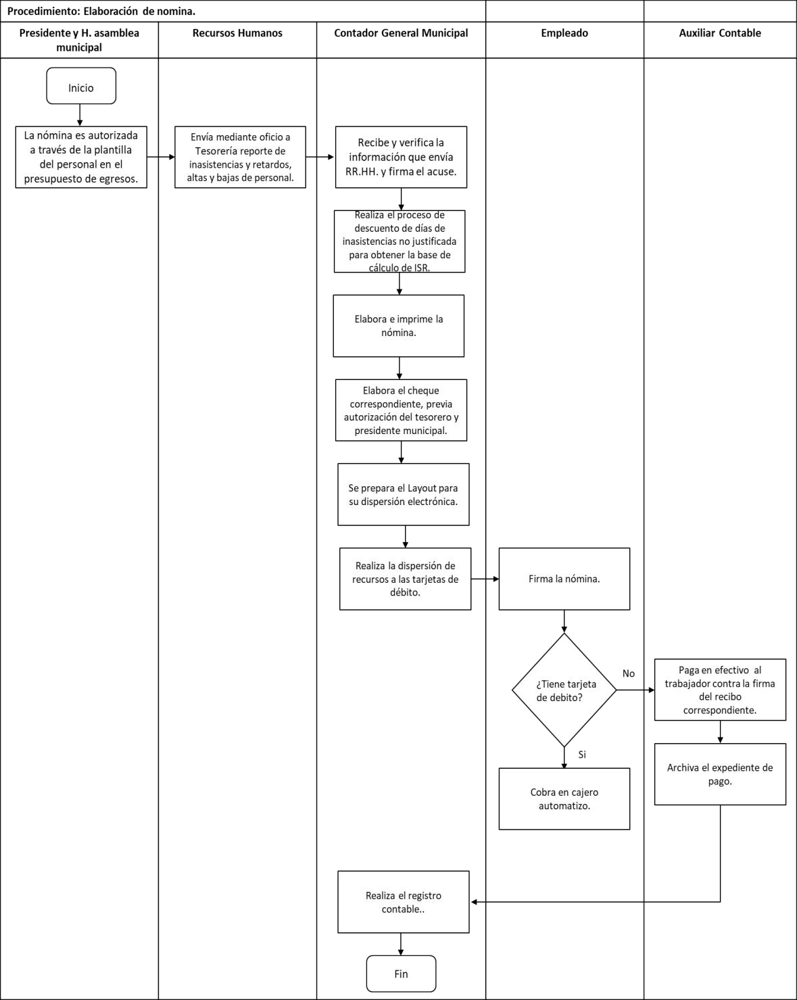 Procedimiento: Elaboración de nomina.
Presidente y H. asamblea
municipal
Recursos Humanos
Contador General Municipal
Empleado
Auxiliar Contable
Inicio
La nómina es autorizada
a través de la plantilla
del personal en el
presupuesto de egresos.
Envía mediante oficio a
Tesorería reporte de
inasistencias y retardos,
altas y bajas de personal.
Recibe y verifica la
información que envía
RR.HH. y firma el acuse.
Realiza el proceso de
descuento de días de
inasistencias no justificada
para obtener la base de
cálculo de ISR.
Elabora e imprime la
nómina.
Elabora el cheque
correspondiente, previa
autorización del tesorero y
presidente municipal.
Se prepara el Layout para
su dispersión electrónica.
Realiza la dispersión de
recursos a las tarjetas de
débito.
Firma la nómina.
¿Tiene tarjeta
de debito?
No
Paga en efectivo al
trabajador contra la firma
del recibo
correspondiente.
Si
Cobra en cajero
automatizo.
Archiva el expediente de
pago.
Realiza el registro
contable..
Fin